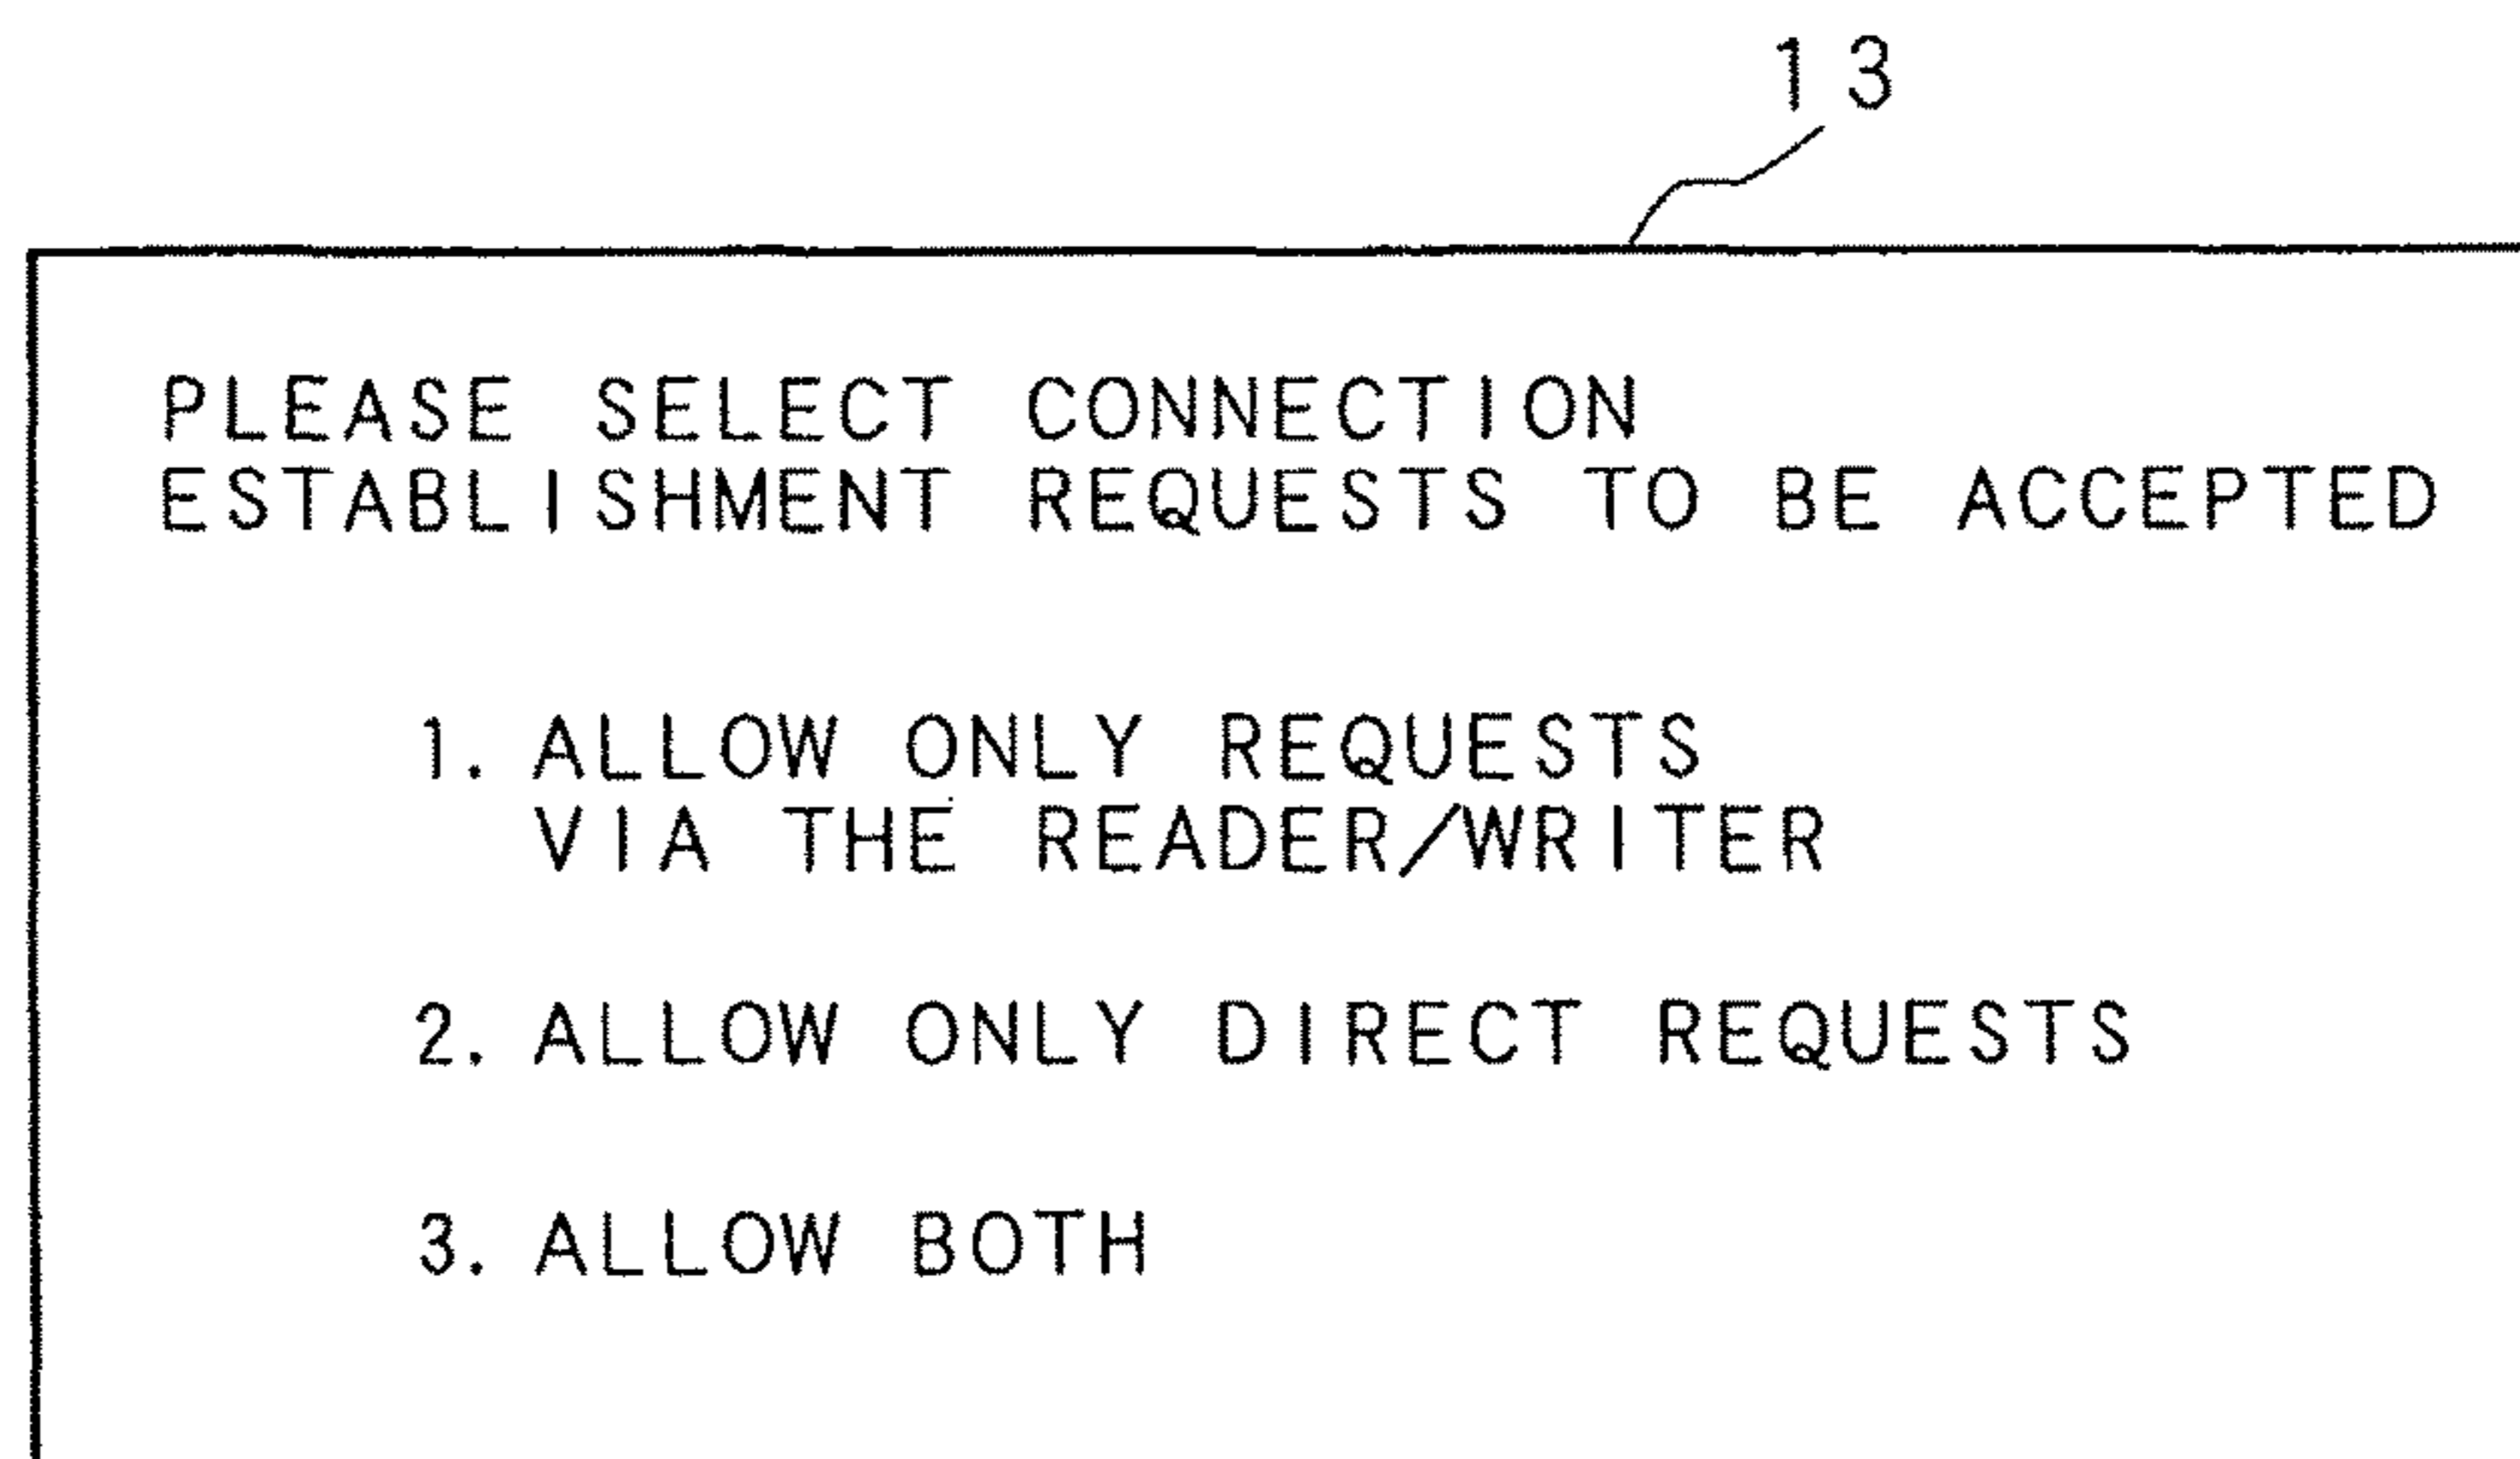 13
PLEASE SELECT CONNECTION
ESTABLISHMENT REQUESTS TO BE ACCEPTED
1. ALLOW ONLY REQUESTS
VIA THE READER/WRITER
2. ALLOW ONLY DIRECT REQUESTS
3. ALLOW BOTH